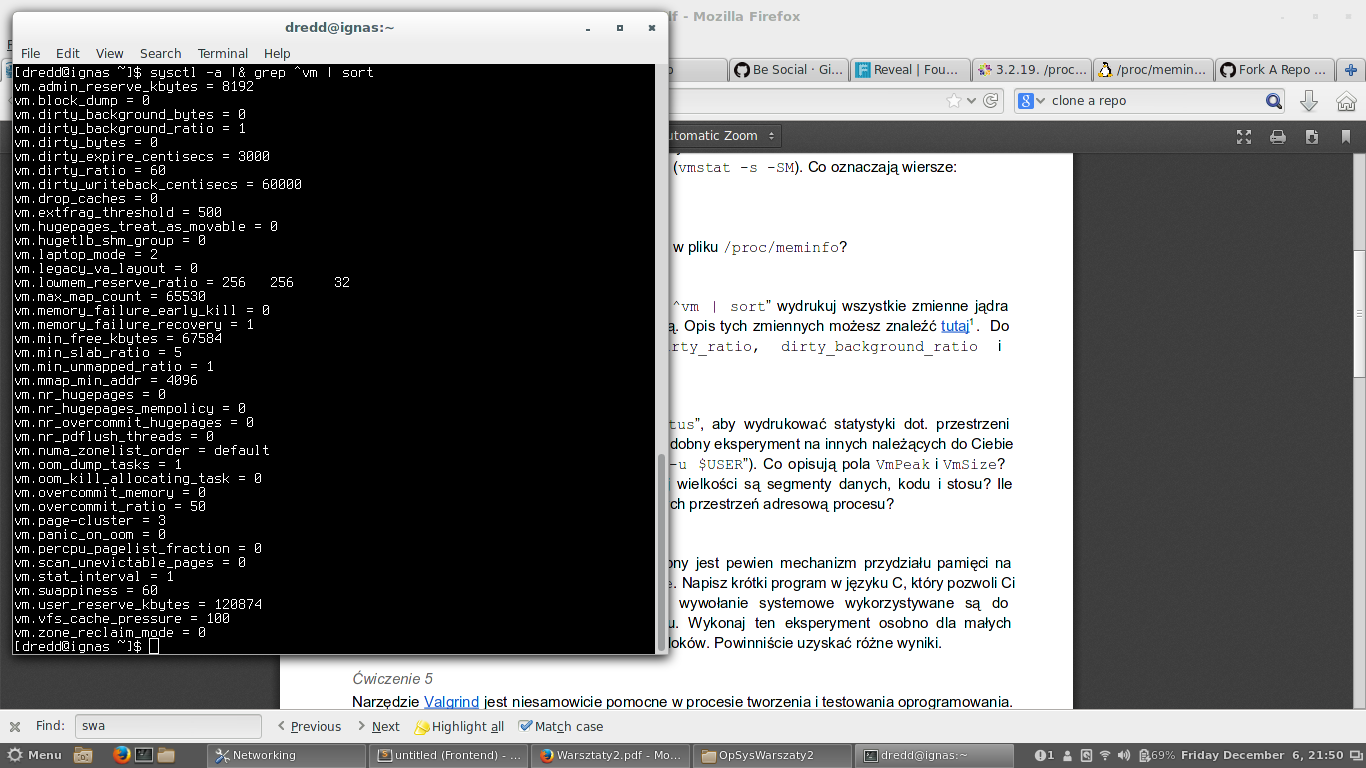 df - Mozilla Firefox
dredd@ignas:~
File Edit View Search Terminal Help
[dredd@ignas ~]$ sysctl -a |& grep ^vm | sort
vm.admin_reserve_kbytes = 8192
vm.block_dump = 0
vm.dirty_background_bytes = 0
vm.dirty_background_ratio = 1
vm.dirty_bytes = 0
vm.dirty_expire_centisecs = 3000
vm.dirty_ratio = 60
vm.dirty_writeback_centisecs = 60000
vm.drop_caches = 0
vm.extfrag_threshold = 500
vm.hugepages_treat_as_movable = 0
vm.hugetlb_shm_group = 0
vm.laptop_mode = 2
vm.legacy_va_layout = 0
vm.lowmem_reserve_ratio = 256 256 32
vm.max_map_count = 65530
vm.memory_failure_early_kill = 0
vm.memory_failure_recovery = 1
vm.min_free_kbytes = 67584
vm.min_slab_ratio = 5
vm.min_unmapped_ratio = 1
vm.mmap_min_addr = 4096
vm.nr_hugepages = 0
vm.nr_hugepages_mempolicy = 0
vm.nr_overcommit_hugepages = 0
vm.nr_pdflush_threads = 0
vm.numa_zonelist_order = default
vm.oom_dump_tasks = 1
vm.oom_kill_allocating_task = 0
vm.overcommit_memory = 0
vm.overcommit_ratio = 50
vm.page-cluster = 3
vm.panic_on_oom = 0
vm.percpu_pagelist_fraction = 0
vm.scan_unevictable_pages = 0
vm.stat_interval = 1
vm.swappiness = 60
vm.user_reserve_kbytes = 120874
vm.vfs_cache_pressure = 100
vm.zone_reclaim_mode = 0
[dredd@ignas ~]$
Be Social · Gi... Reveal | Fou... 3.2.19. /proc... /proc/memin... Fork A Repo ...
clone a repo
utomatic Zoom
(vmstat -s -SM). Co oznaczają wiersze:
w pliku /proc/meminfo?
^vm | sort” wydrukuj wszystkie zmienne jądra
ą. Opis tych zmiennych możesz znaleźć tutaj1. Do
rty_ratio, dirty_background_ratio i
tus”, aby wydrukować statystyki dot. przestrzeni
dobny eksperyment na innych należących do Ciebie
-u $USER”). Co opisują pola VmPeak i VmSize?
j wielkości są segmenty danych, kodu i stosu? Ile
ch przestrzeń adresową procesu?
ony jest pewien mechanizm przydziału pamięci na
e. Napisz krótki program w języku C, który pozwoli Ci
wywołanie systemowe wykorzystywane są do
u. Wykonaj ten eksperyment osobno dla małych
loków. Powinniście uzyskać różne wyniki.
Ćwiczenie 5
Narzędzie Valgrind jest niesamowicie pomocne w procesie tworzenia i testowania oprogramowania.
Find: swa Previous Next Highlight all Match case
Menu Networking untitled (Frontend) - ... Warsztaty2.pdf - Mo... OpSysWarszaty2 dredd@ignas:~ 1 69% Friday December 6, 21:50